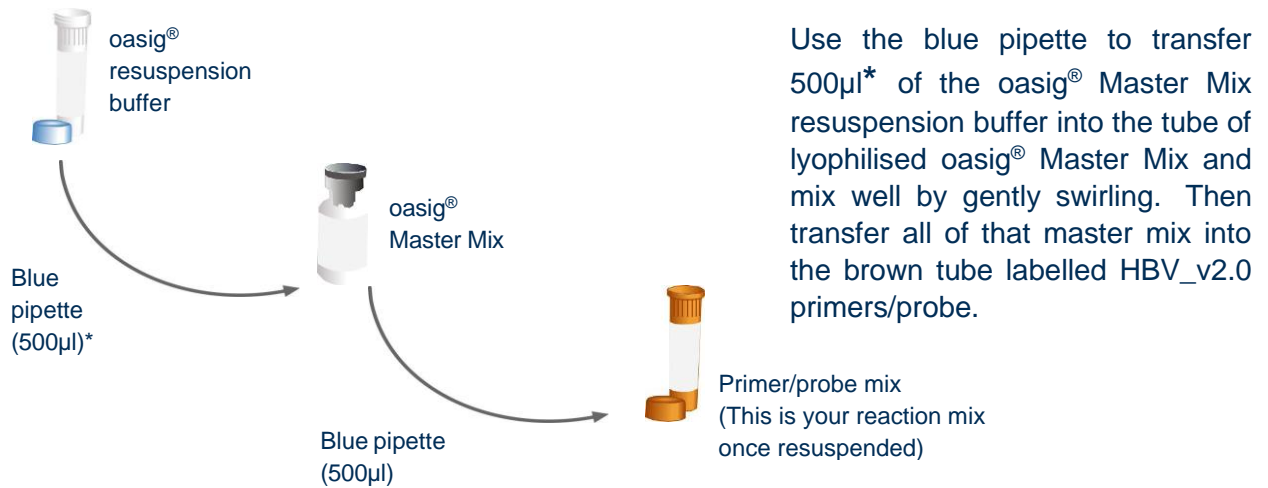 oasig®
resuspension
buffer
Blue
pipette
(500µl)*
oasig®
Master Mix
Blue pipette
(500µl)
Primer/probe mix
(This is your reaction mix
once resuspended)
Use the blue pipette to transfer
500µl* of the oasig® Master Mix
resuspension buffer into the tube of
lyophilised oasig® Master Mix and
mix well by gently swirling. Then
transfer all of that master mix into
the brown tube labelled HBV_v2.0
primers/probe.